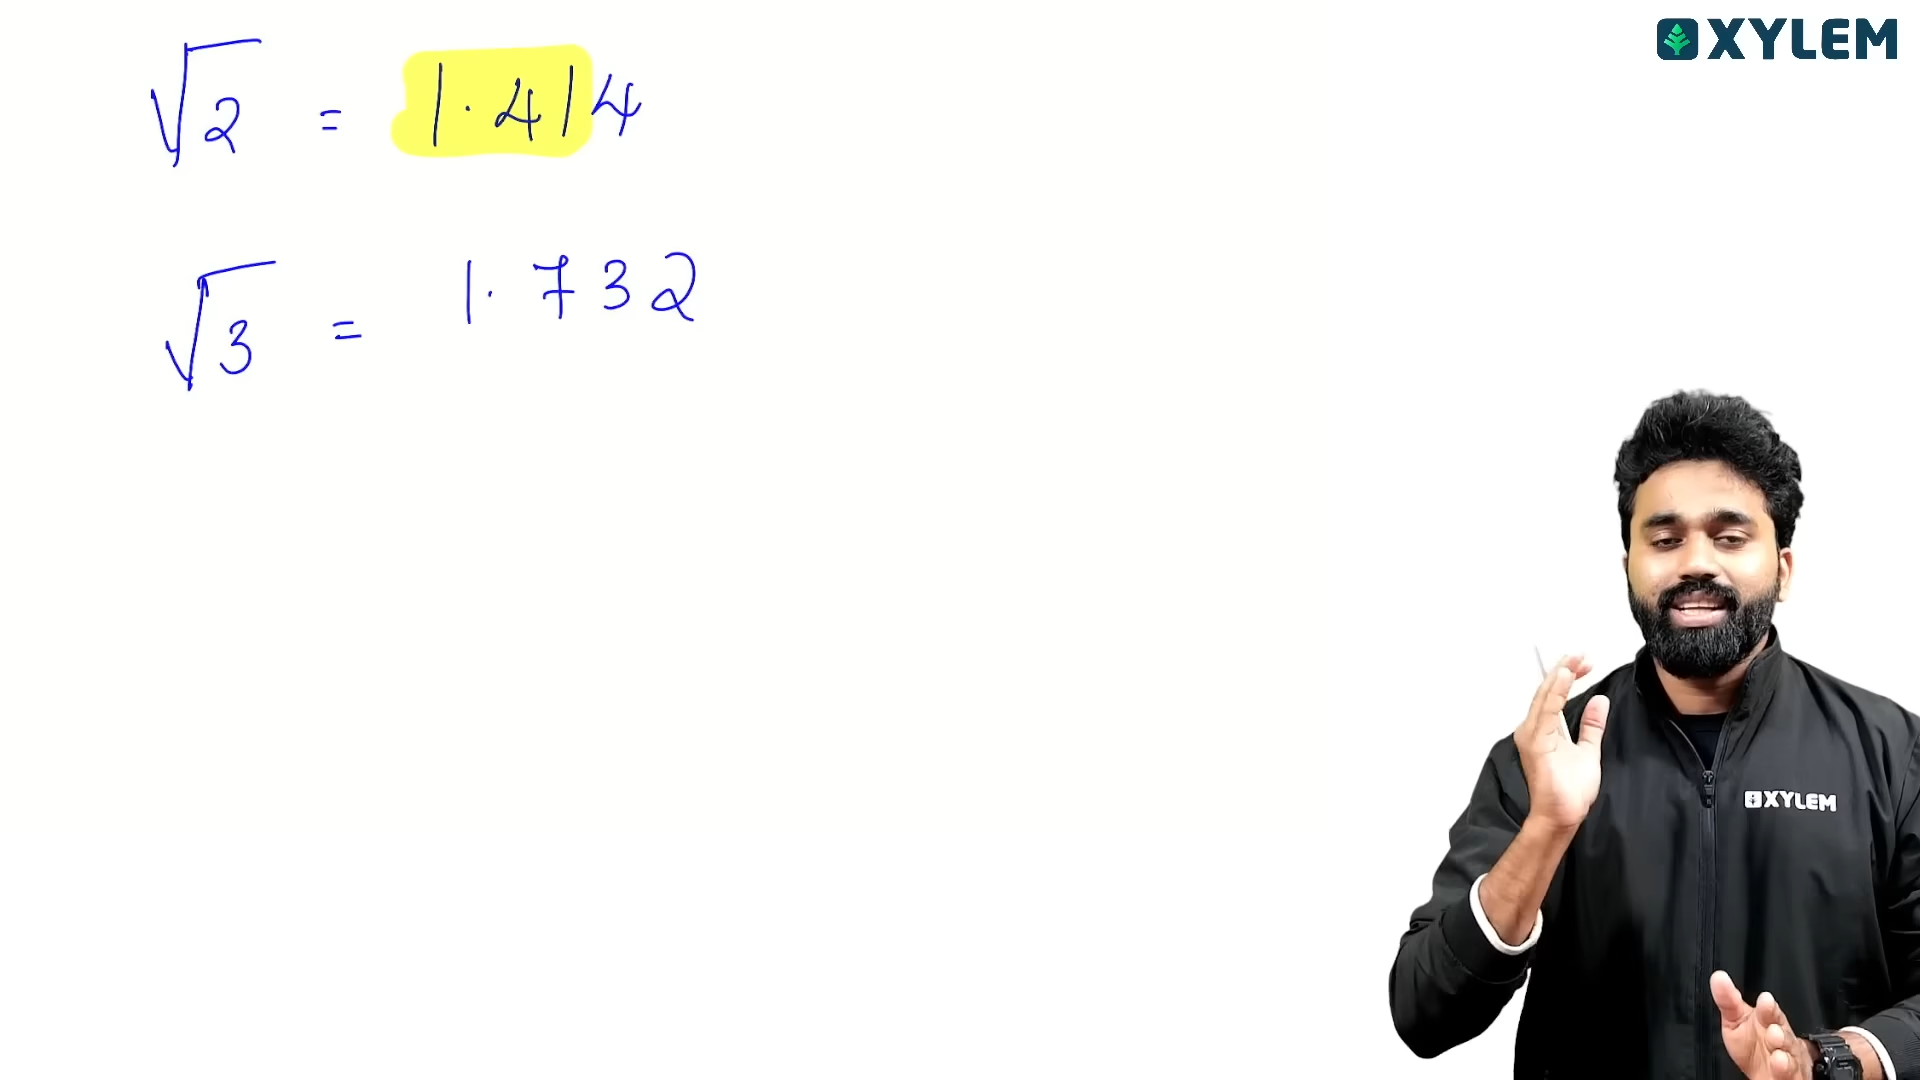 XYLEM
√2 = 1.414
√3 = 1.732
XYLEM